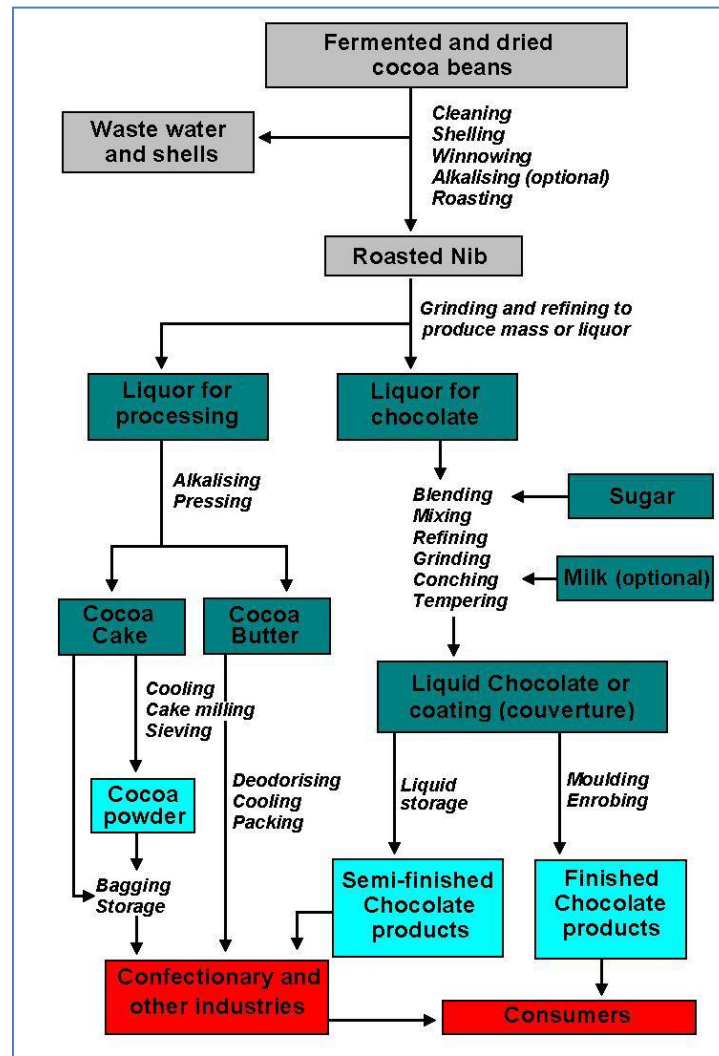 Fermented and dried
cocoa beans
Waste water
and shells
Cleaning
Shelling
Winnowing
Alkalising (optional)
Roasting
Roasted Nib
Grinding and refining to
produce mass or liquor
Liquor for
processing
Liquor for
chocolate
Alkalising
Pressing
Blending
Mixing
Refining
Grinding
Conching
Tempering
Sugar
Milk (optional)
Cocoa
Cake
Cocoa
Butter
Cooling
Cake milling
Sieving
Liquid Chocolate or
coating (couverture)
Cocoa
powder
Deodorising
Cooling
Packing
Liquid
storage
Moulding
Enrobing
Bagging
Storage
Semi-finished
Chocolate
products
Finished
Chocolate
products
Confectionary and
other industries
Consumers